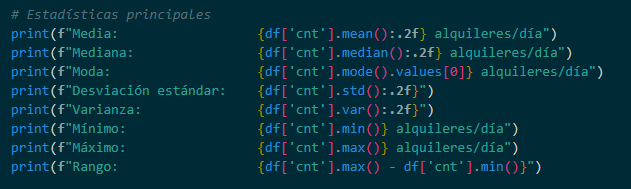 # Estadísticas principales
print(f"Media:                    {df['cnt'].mean():.2f} alquileres/día")
print(f"Mediana:                  {df['cnt'].median():.2f} alquileres/día")
print(f"Moda:                     {df['cnt'].mode().values[0]} alquileres/día")
print(f"Desviación estándar:      {df['cnt'].std():.2f}")
print(f"Varianza:                 {df['cnt'].var():.2f}")
print(f"Mínimo:                   {df['cnt'].min()} alquileres/día")
print(f"Máximo:                   {df['cnt'].max()} alquileres/día")
print(f"Rango:                    {df['cnt'].max() - df['cnt'].min()}")